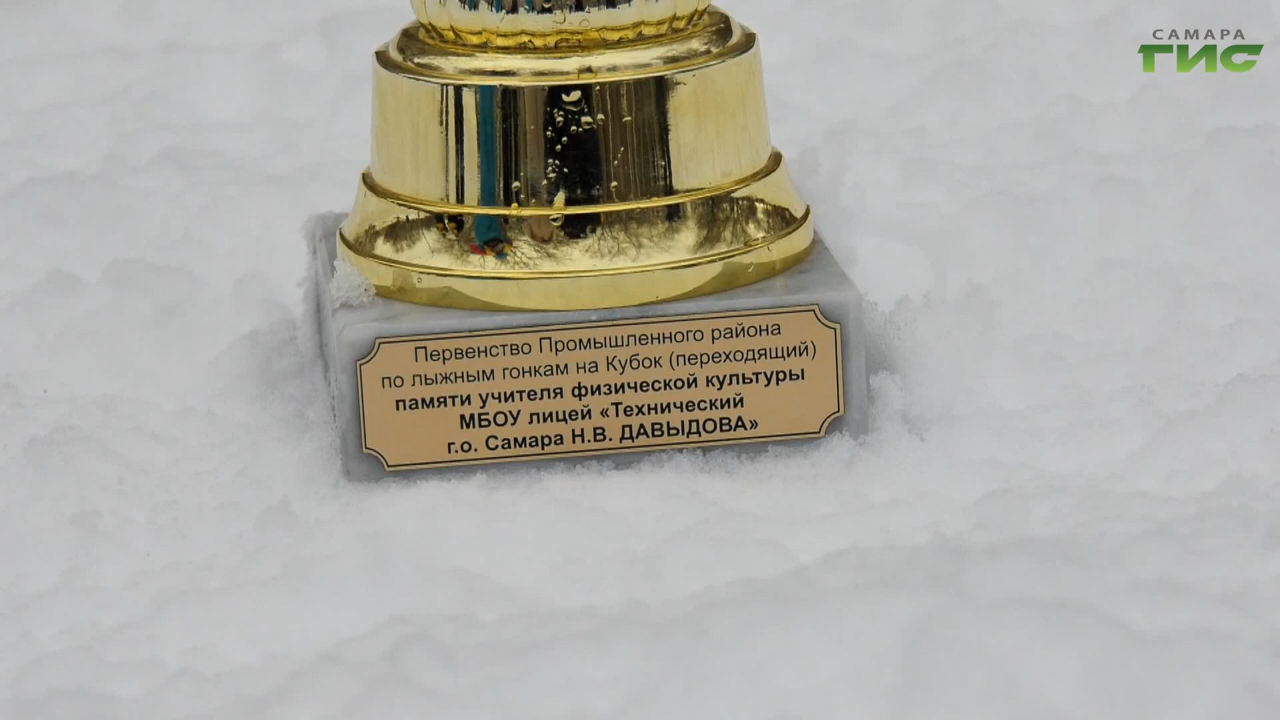 САМАРА
ГИС
Первенство Промышленного района
по лыжным гонкам на Кубок (переходящий)
памяти учителя физической культуры
МБОУ лицей «Технический
г.о. Самара Н.В. ДАВЫДОВА»